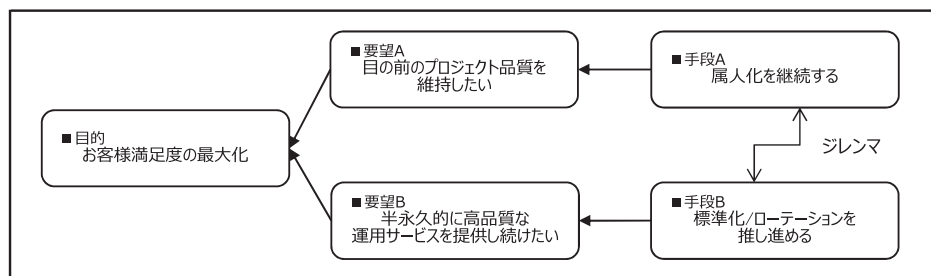 ■要望A
目の前のプロジェクト品質を
維持したい
■手段A
属人化を継続する
■目的
お客様満足度の最大化
ジレンマ
■要望B
半永久的に高品質な
運用サービスを提供し続けたい
■手段B
標準化/ローテーションを
推し進める